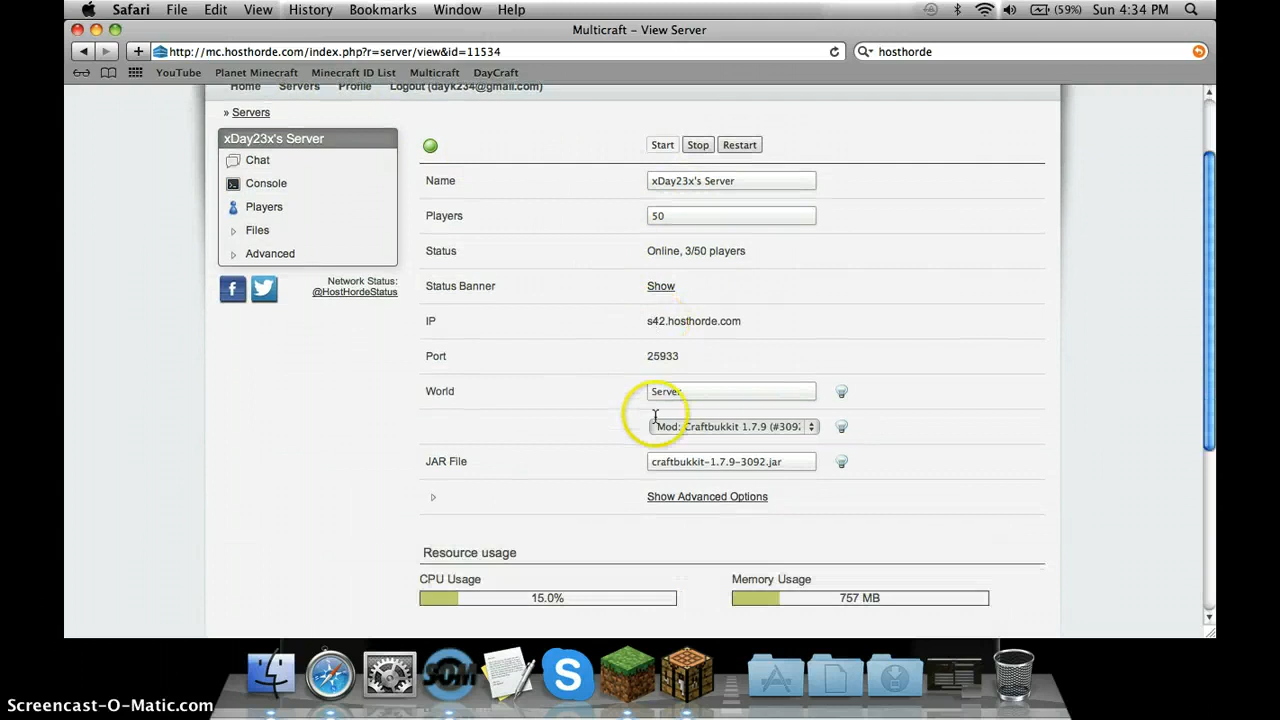 Safari File Edit View History Bookmarks Window Help (59%) Sun 4:34 PM
Multicraft – View Server
http://mc.hosthorde.com/index.php?r=server/view&id=11534 hosthorde
YouTube Planet Minecraft Minecraft ID List Multicraft DayCraft
Home Servers Profile Logout (dayk234@gmail.com)
» Servers
xDay23x's Server
Chat
Console
Players
Files
Advanced
Network Status:
@HostHordeStatus
Start Stop Restart
Name xDay23x's Server
Players 50
Status Online, 3/50 players
Status Banner Show
IP s42.hosthorde.com
Port 25933
World Server
Mod: Craftbukkit 1.7.9 (#3092
JAR File craftbukkit-1.7.9-3092.jar
Show Advanced Options
Resource usage
CPU Usage Memory Usage
15.0% 757 MB
Screencast-O-Matic.com